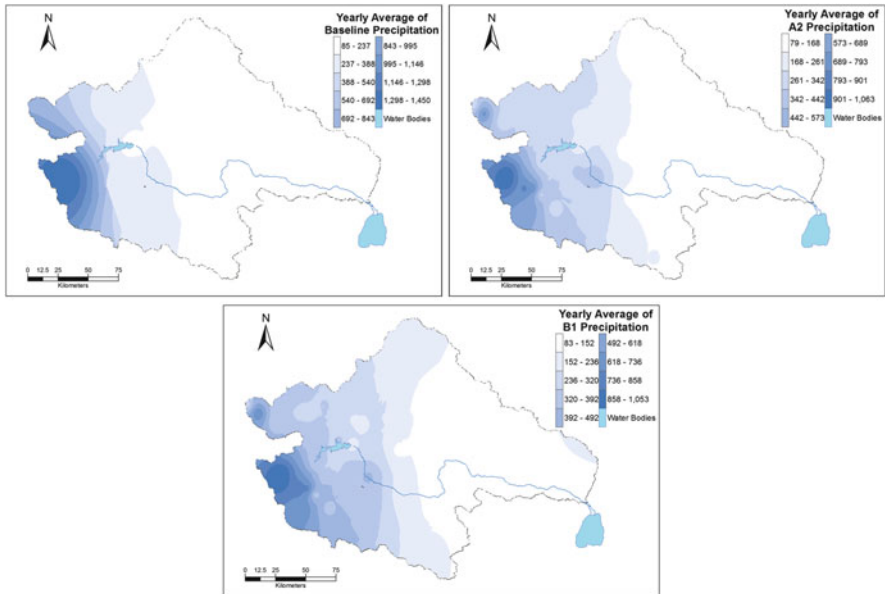 N
Yearly Average of
Baseline Precipitation
85 - 237
237 - 388
388 - 540
540 - 692
692 - 843
843 - 995
995 - 1,146
1,146 - 1,298
1,298 - 1,450
Water Bodies
0 12.5 25 50 75
Kilometers
N
Yearly Average of
A2 Precipitation
79 - 168
168 - 261
261 - 342
342 - 442
442 - 573
573 - 689
689 - 793
793 - 901
901 - 1,063
Water Bodies
0 12.5 25 50 75
Kilometers
N
Yearly Average of
B1 Precipitation
83 - 152
152 - 236
236 - 320
320 - 392
392 - 492
492 - 618
618 - 736
736 - 858
858 - 1,053
Water Bodies
0 12.5 25 50 75
Kilometers